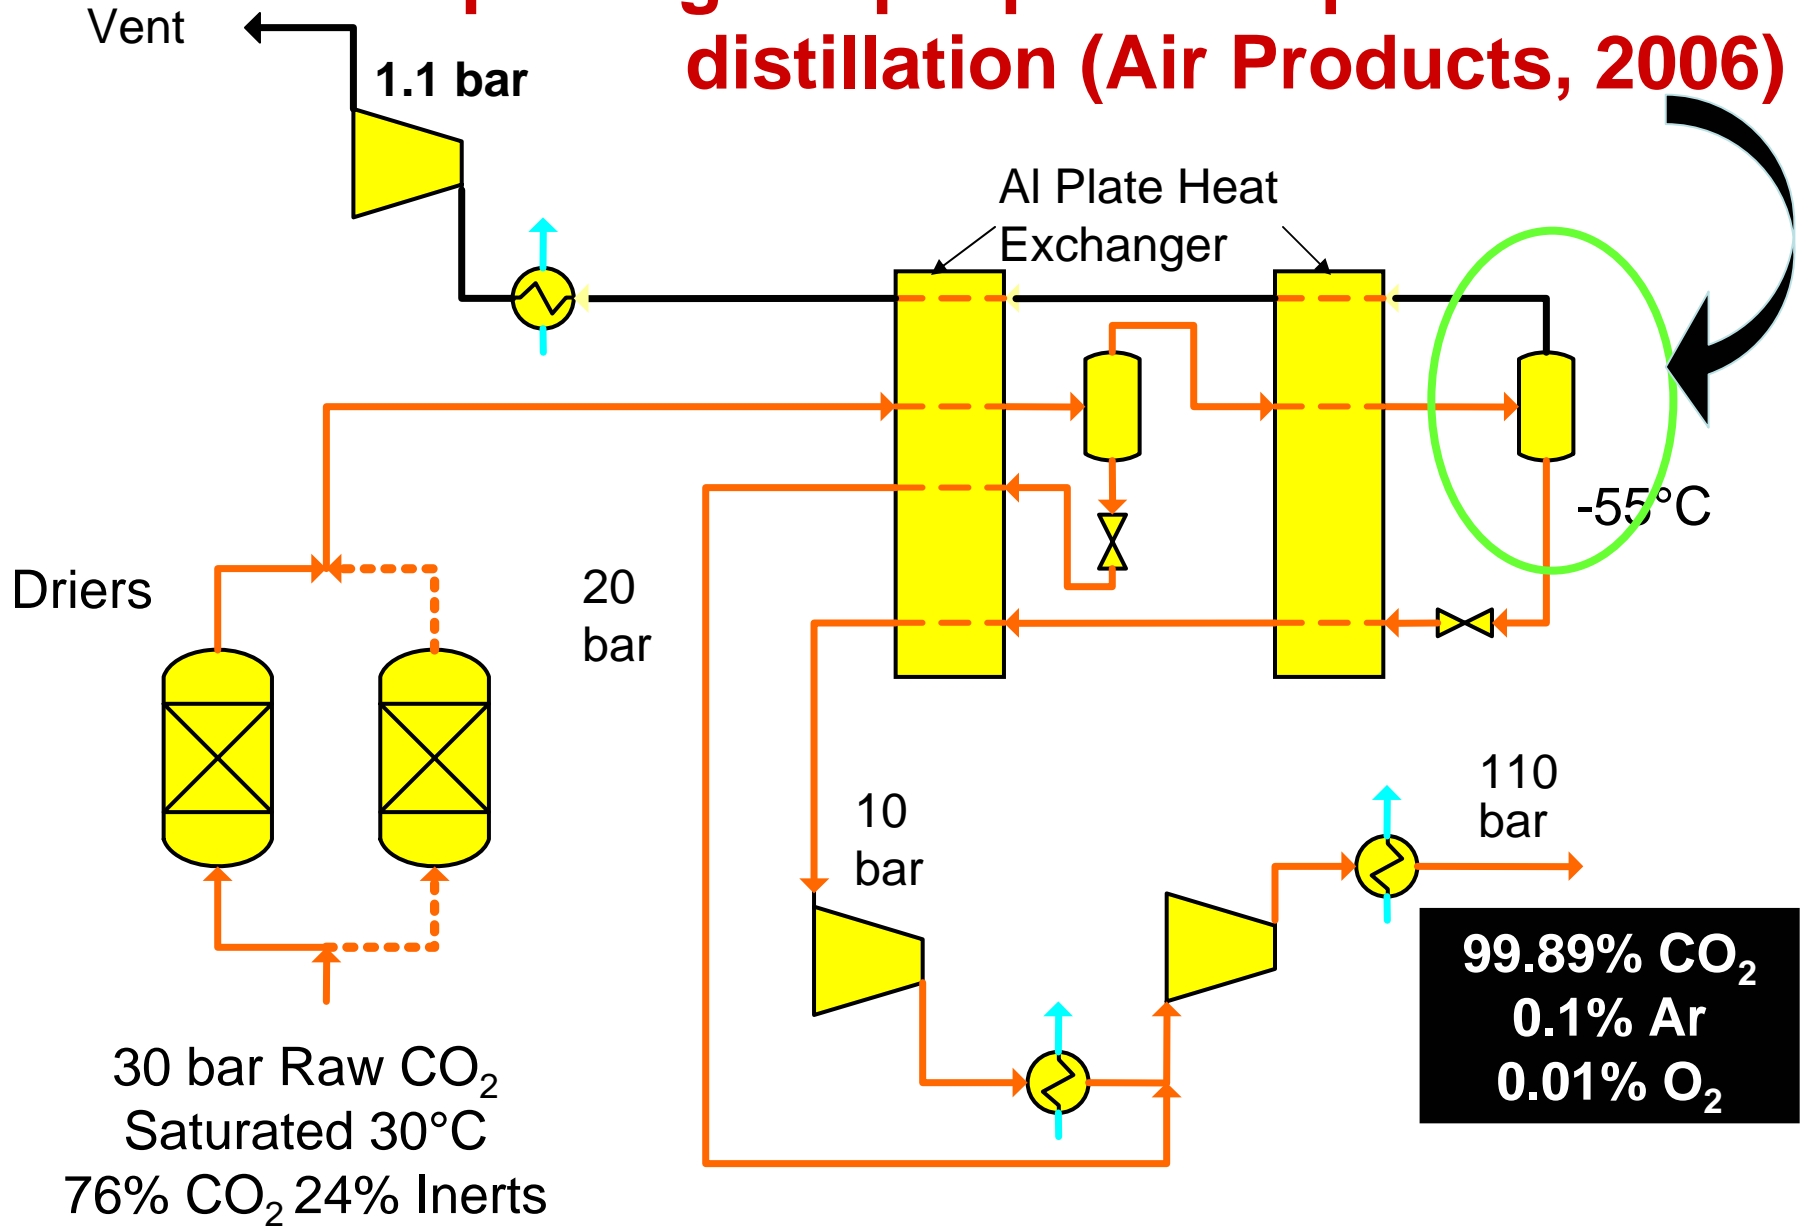 distillation (Air Products, 2006)
Vent
1.1 bar
Al Plate Heat
Exchanger
-55°C
Driers
20
bar
10
bar
110
bar
99.89% CO₂
0.1% Ar
0.01% O₂
30 bar Raw CO₂
Saturated 30°C
76% CO₂ 24% Inerts